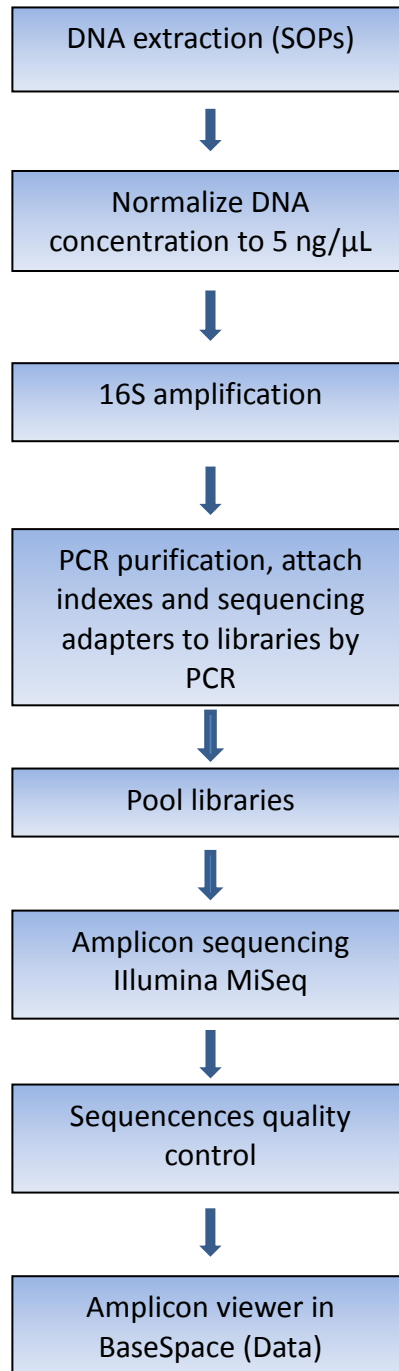 DNA extraction (SOPs)
Normalize DNA
concentration to 5 ng/µL
16S amplification
PCR purification, attach
indexes and sequencing
adapters to libraries by
PCR
Pool libraries
Amplicon sequencing
IIlumina MiSeq
Sequencences quality
control
Amplicon viewer in
BaseSpace (Data)